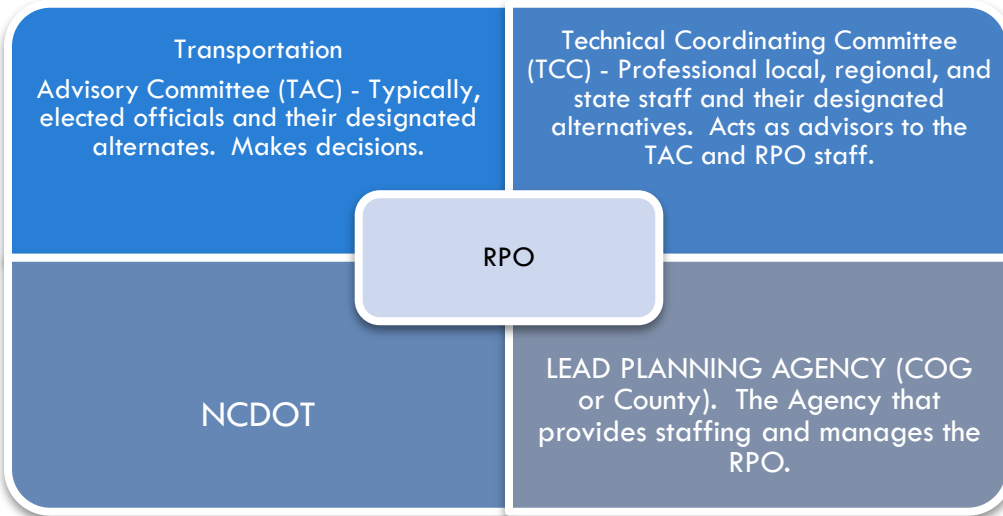 Transportation
Advisory Committee (TAC) - Typically,
elected officials and their designated
alternates.  Makes decisions.
Technical Coordinating Committee
(TCC) - Professional local, regional, and
state staff and their designated
alternatives.  Acts as advisors to the
TAC and RPO staff.
RPO
NCDOT
LEAD PLANNING AGENCY (COG
or County).  The Agency that
provides staffing and manages the
RPO.